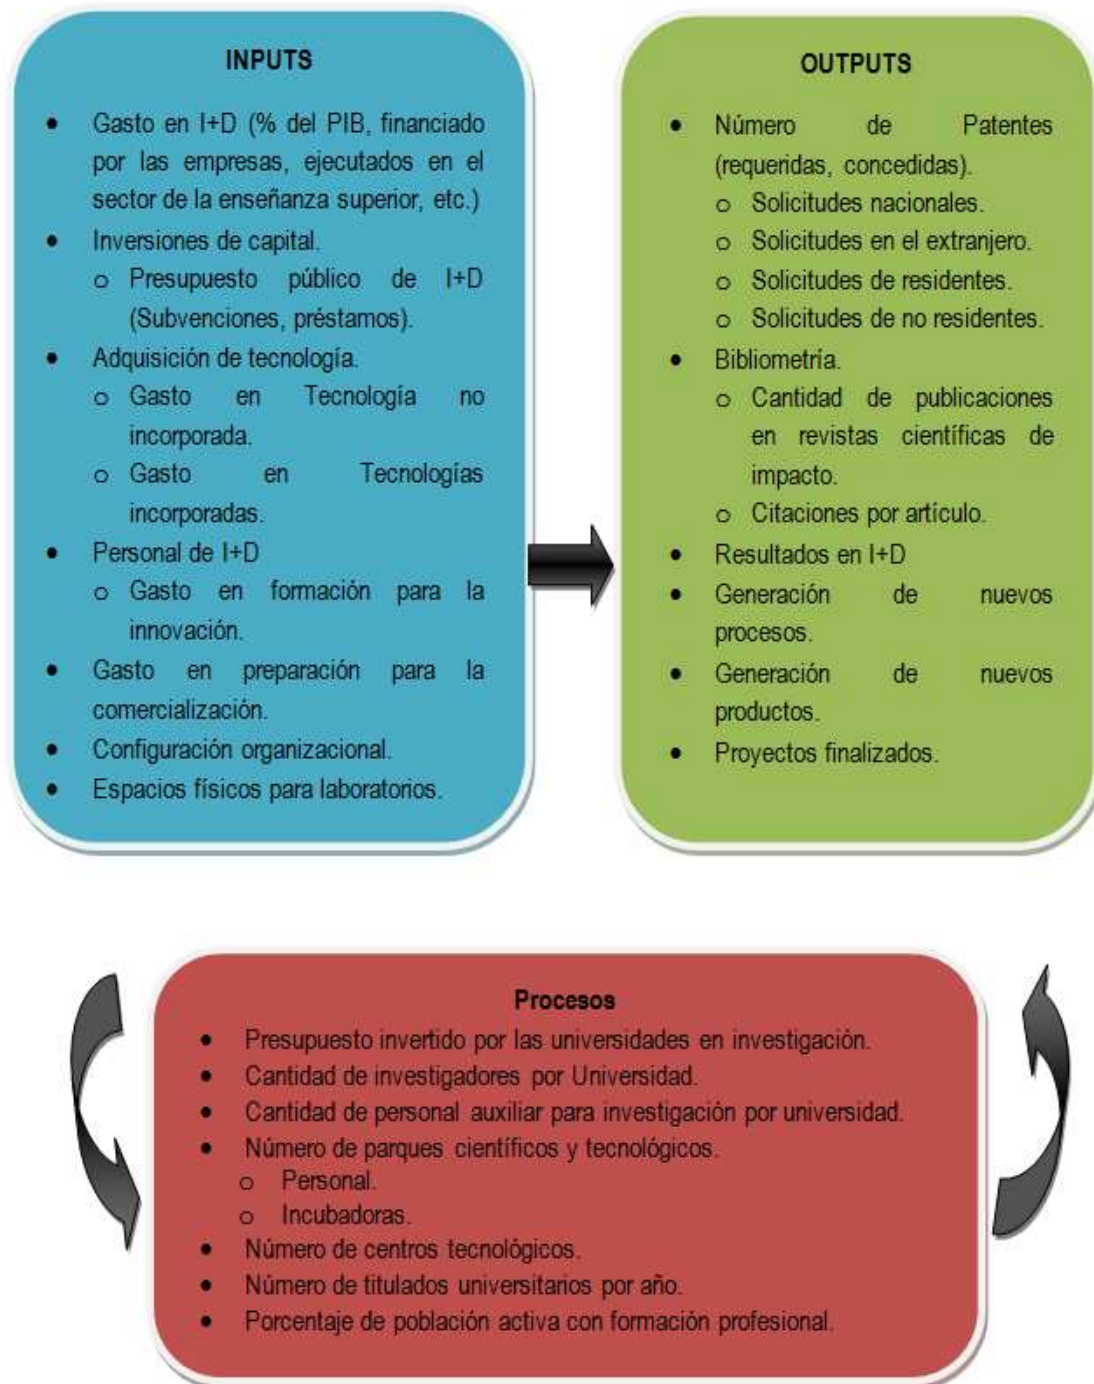 INPUTS
• Gasto en I+D (% del PIB, financiado
por las empresas, ejecutados en el
sector de la enseñanza superior, etc.)
• Inversiones de capital.
o Presupuesto público de I+D
(Subvenciones, préstamos).
• Adquisición de tecnología.
o Gasto en Tecnología no
incorporada.
o Gasto en Tecnologías
incorporadas.
• Personal de I+D
o Gasto en formación para la
innovación.
• Gasto en preparación para la
comercialización.
• Configuración organizacional.
• Espacios físicos para laboratorios.
OUTPUTS
• Número de Patentes
(requeridas, concedidas).
o Solicitudes nacionales.
o Solicitudes en el extranjero.
o Solicitudes de residentes.
o Solicitudes de no residentes.
• Bibliometría.
o Cantidad de publicaciones
en revistas científicas de
impacto.
o Citaciones por artículo.
• Resultados en I+D
• Generación de nuevos
procesos.
• Generación de nuevos
productos.
• Proyectos finalizados.
Procesos
• Presupuesto invertido por las universidades en investigación.
• Cantidad de investigadores por Universidad.
• Cantidad de personal auxiliar para investigación por universidad.
• Número de parques científicos y tecnológicos.
o Personal.
o Incubadoras.
• Número de centros tecnológicos.
• Número de titulados universitarios por año.
• Porcentaje de población activa con formación profesional.